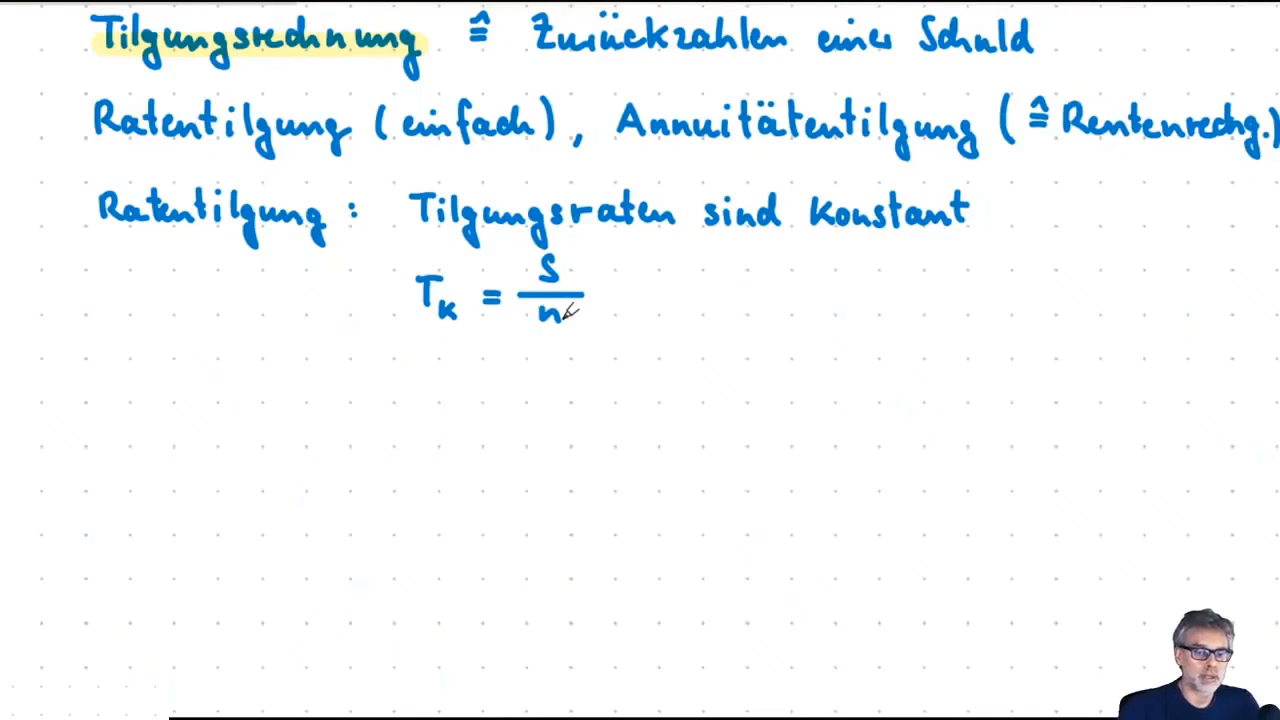 Tilgungsrechnung ≙ Zurückzahlen einer Schuld
Ratentilgung (einfach), Annuitätentilgung (≙ Rentenrechg.)
Ratentilgung: Tilgungsraten sind konstant
T_k = S/n